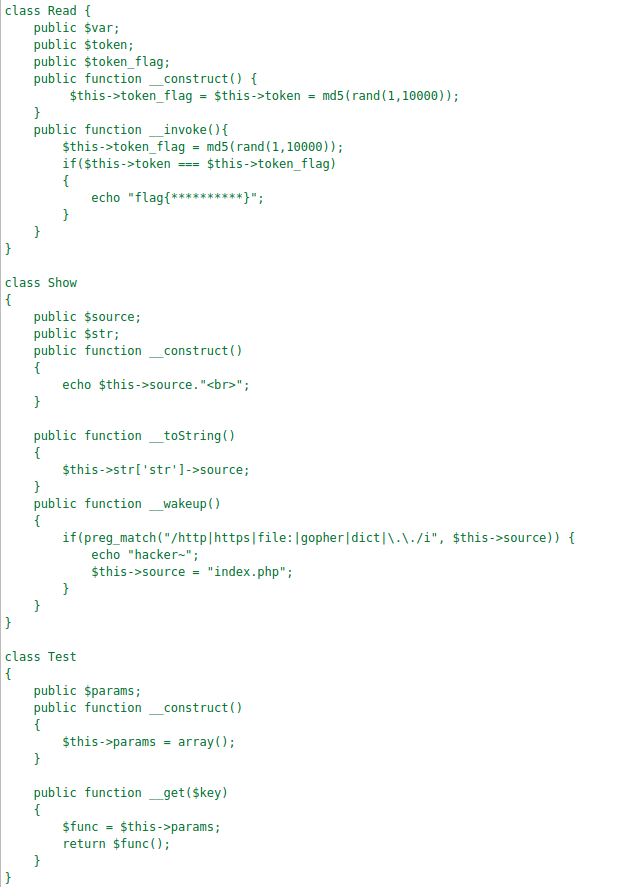 class Read {
    public $var;
    public $token;
    public $token_flag;
    public function __construct() {
         $this->token_flag = $this->token = md5(rand(1,10000));
    }
    public function __invoke(){
        $this->token_flag = md5(rand(1,10000));
        if($this->token === $this->token_flag)
        {
            echo "flag{**********}";
        }
    }
}

class Show
{
    public $source;
    public $str;
    public function __construct()
    {
        echo $this->source."<br>";
    }

    public function __toString()
    {
        $this->str['str']->source;
    }
    public function __wakeup()
    {
        if(preg_match("/http|https|file:|gopher|dict|\.\./i", $this->source)) {
            echo "hacker~";
            $this->source = "index.php";
        }
    }
}

class Test
{
    public $params;
    public function __construct()
    {
        $this->params = array();
    }

    public function __get($key)
    {
        $func = $this->params;
        return $func();
    }
}